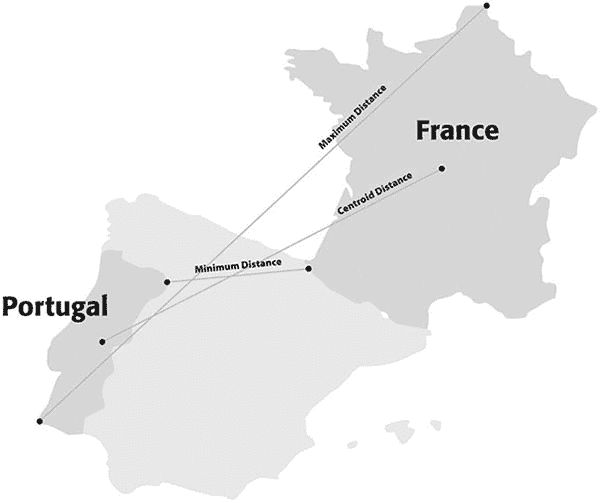 Maximum Distance
France
Centroid Distance
Minimum Distance
Portugal